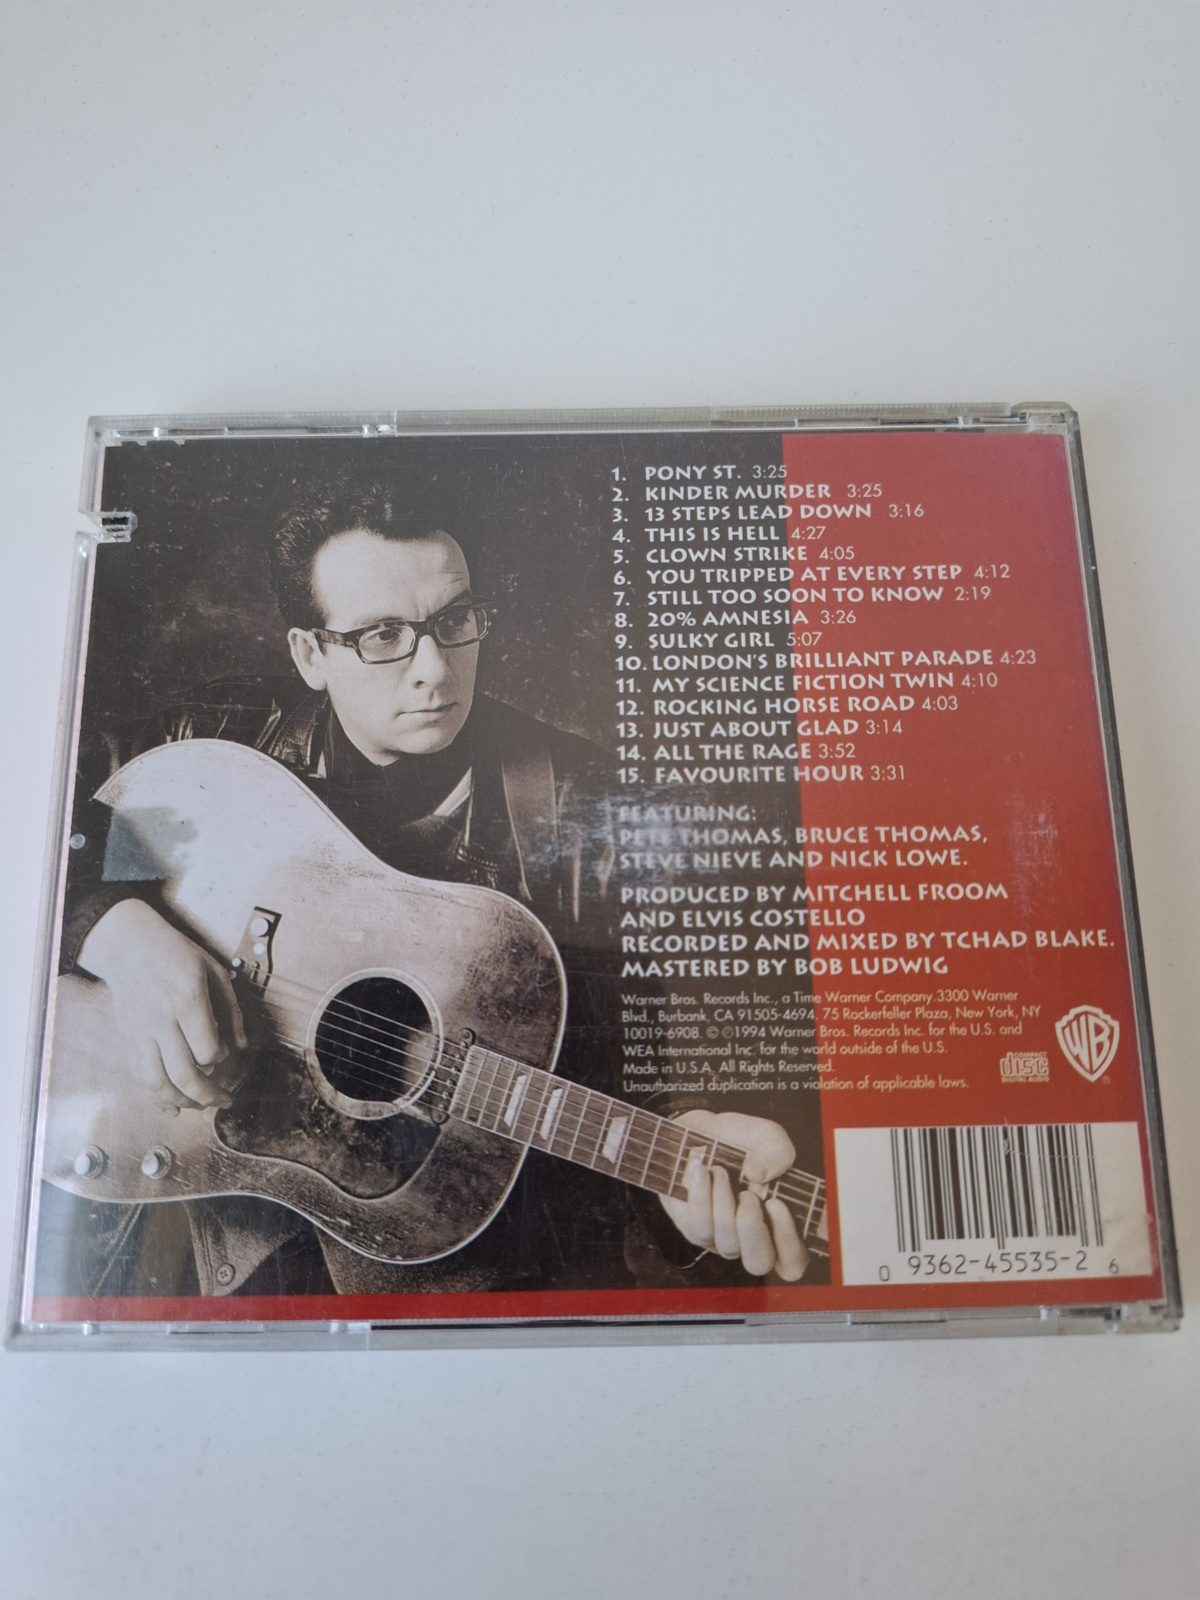 1. PONY ST. 3:25
2. KINDER MURDER 3:25
3. 13 STEPS LEAD DOWN 3:16
4. THIS IS HELL 4:27
5. CLOWN STRIKE 4:05
6. YOU TRIPPED AT EVERY STEP 4:12
7. STILL TOO SOON TO KNOW 2:19
8. 20% AMNESIA 3:26
9. SULKY GIRL 5:07
10. LONDON'S BRILLIANT PARADE 4:23
11. MY SCIENCE FICTION TWIN 4:10
12. ROCKING HORSE ROAD 4:03
13. JUST ABOUT GLAD 3:14
14. ALL THE RAGE 3:52
15. FAVOURITE HOUR 3:31
FEATURING:
PETE THOMAS, BRUCE THOMAS,
STEVE NIEVE AND NICK LOWE.
PRODUCED BY MITCHELL FROOM
AND ELVIS COSTELLO
RECORDED AND MIXED BY TCHAD BLAKE.
MASTERED BY BOB LUDWIG
Warner Bros. Records Inc., a Time Warner Company.3300 Warner
Blvd., Burbank, CA 91505-4694. 75 Rockerfeller Plaza, New York, NY
10019-6908. © ℗1994 Warner Bros. Records Inc. for the U.S. and
WEA International Inc. for the world outside of the U.S.
Made in U.S.A. All Rights Reserved.
Unauthorized duplication is a violation of applicable laws.
COMPACT
disc
DIGITAL AUDIO
WB
®
0 9362-45535-2 6